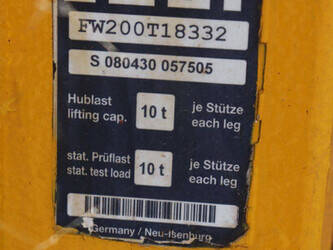 FW200T18332
S 080430 057505
Hublast 10 t je Stütze
lifting cap. each leg
stat. Prüflast 10 t je Stütze
stat. test load each leg
Germany / Neu-Isenburg